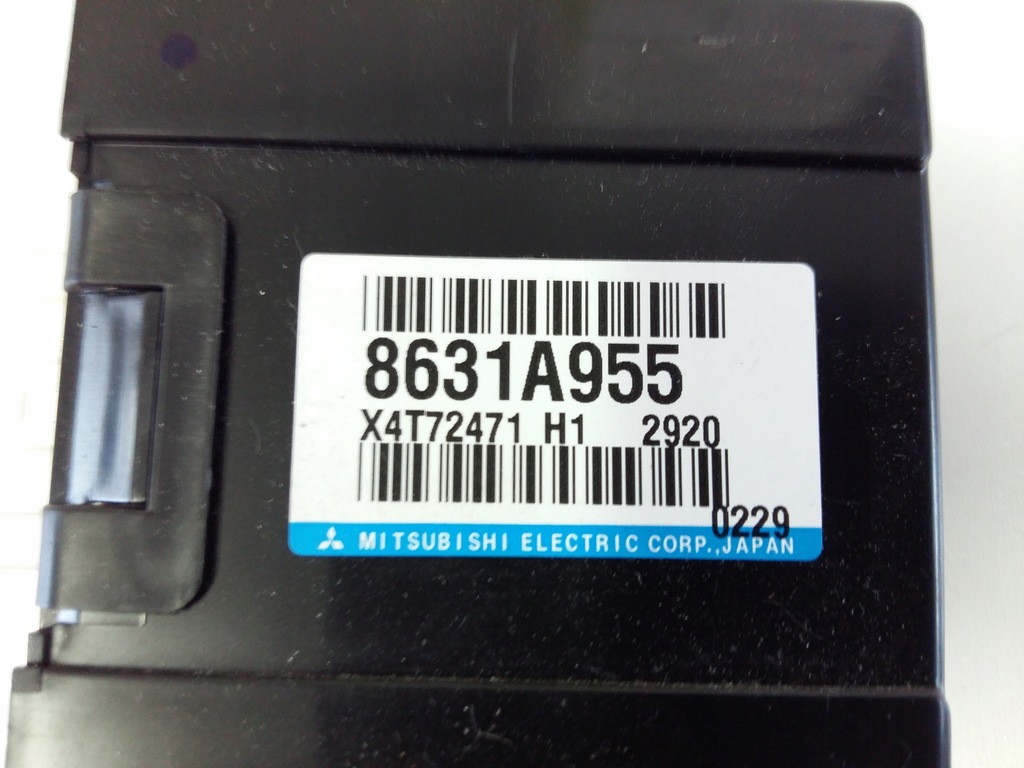 8631A955
X4T72471 H1 2920
0229
MITSUBISHI ELECTRIC CORP.,JAPAN